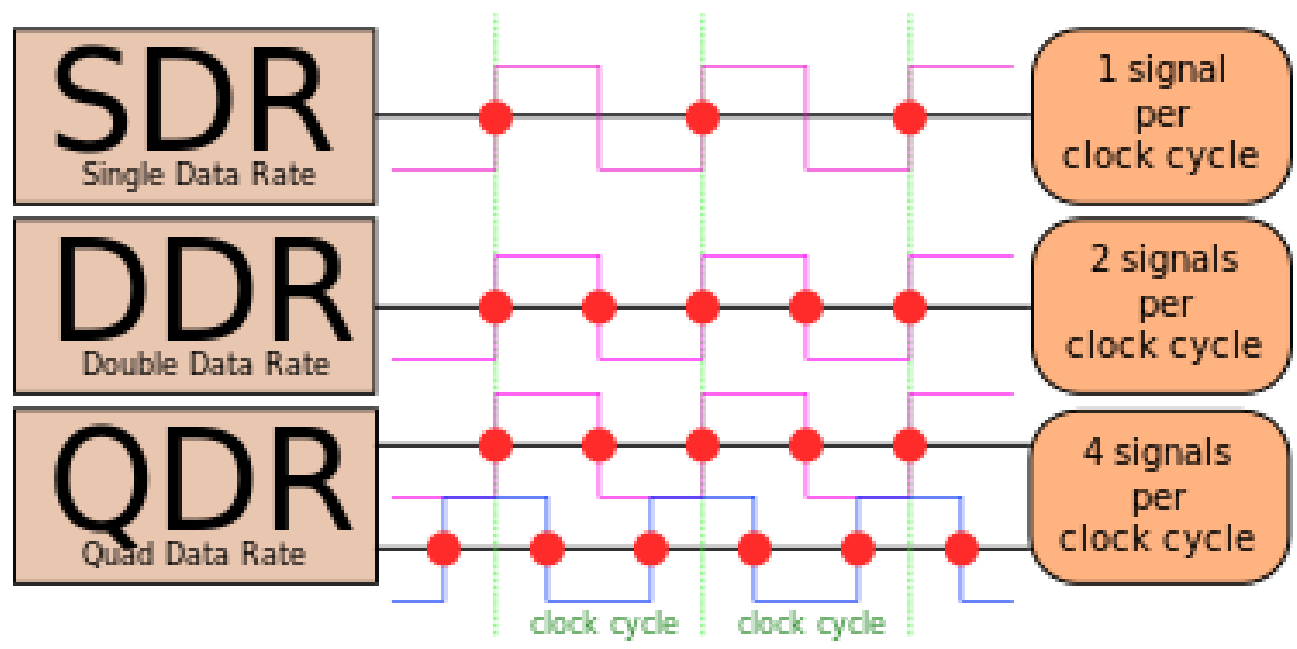 SDR
Single Data Rate
1 signal
per
clock cycle
DDR
Double Data Rate
2 signals
per
clock cycle
QDR
Quad Data Rate
4 signals
per
clock cycle
clock cycle
clock cycle